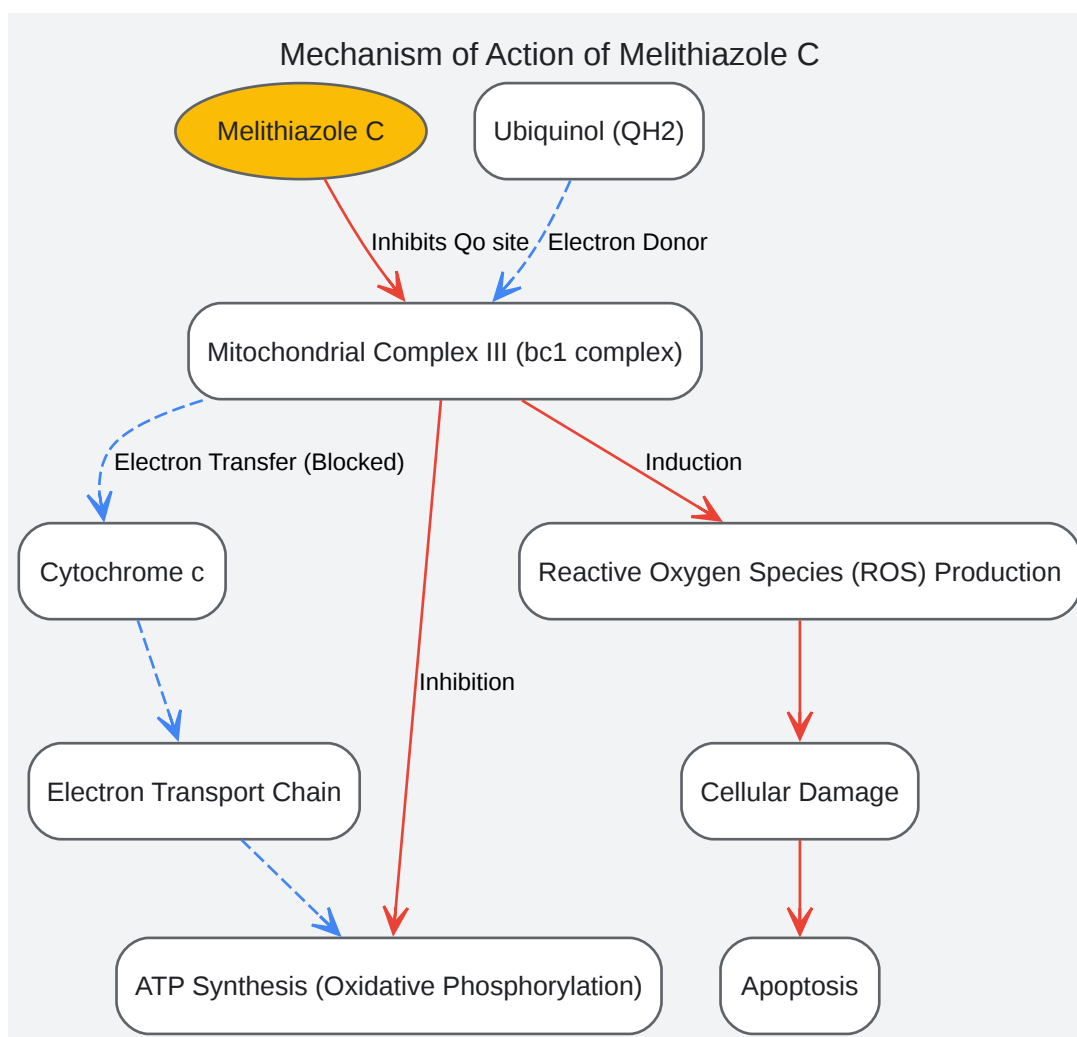 Mechanism of Action of Melithiazole C
Melithiazole C
Ubiquinol (QH2)
Inhibits Qo site
Electron Donor
Mitochondrial Complex III (bc1 complex)
Electron Transfer (Blocked)
Induction
Cytochrome c
Reactive Oxygen Species (ROS) Production
Inhibition
Electron Transport Chain
Cellular Damage
ATP Synthesis (Oxidative Phosphorylation)
Apoptosis